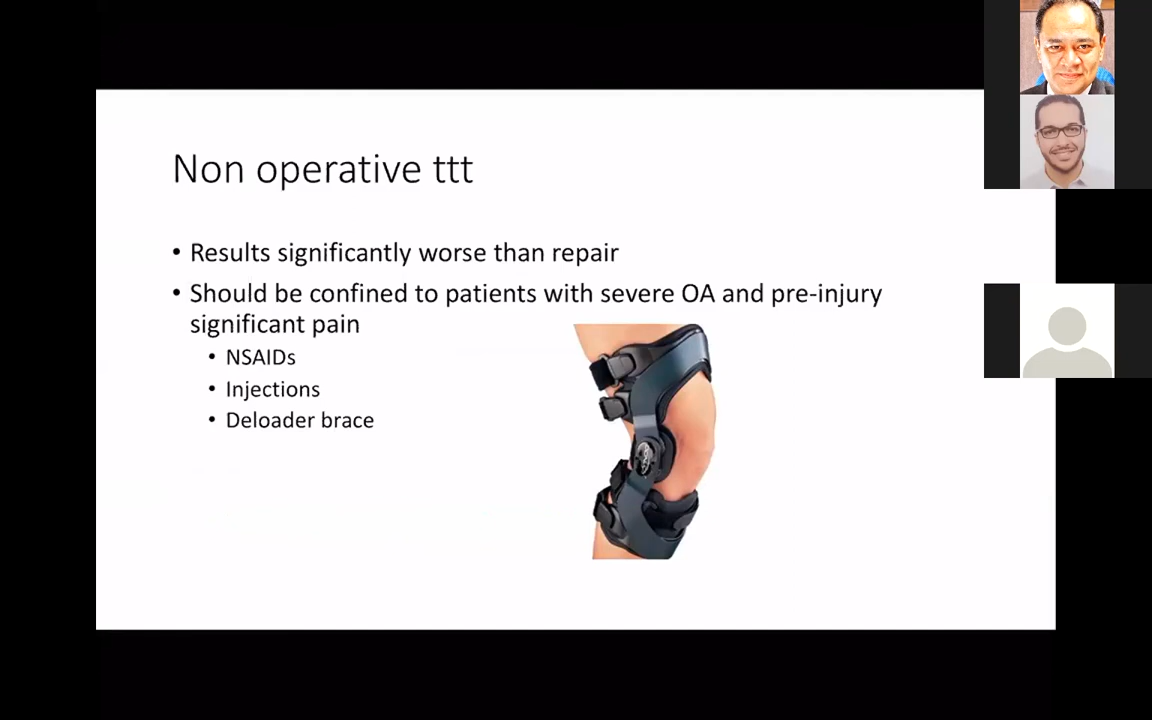 Non operative ttt
• Results significantly worse than repair
• Should be confined to patients with severe OA and pre-injury
significant pain
• NSAIDs
• Injections
• Deloader brace